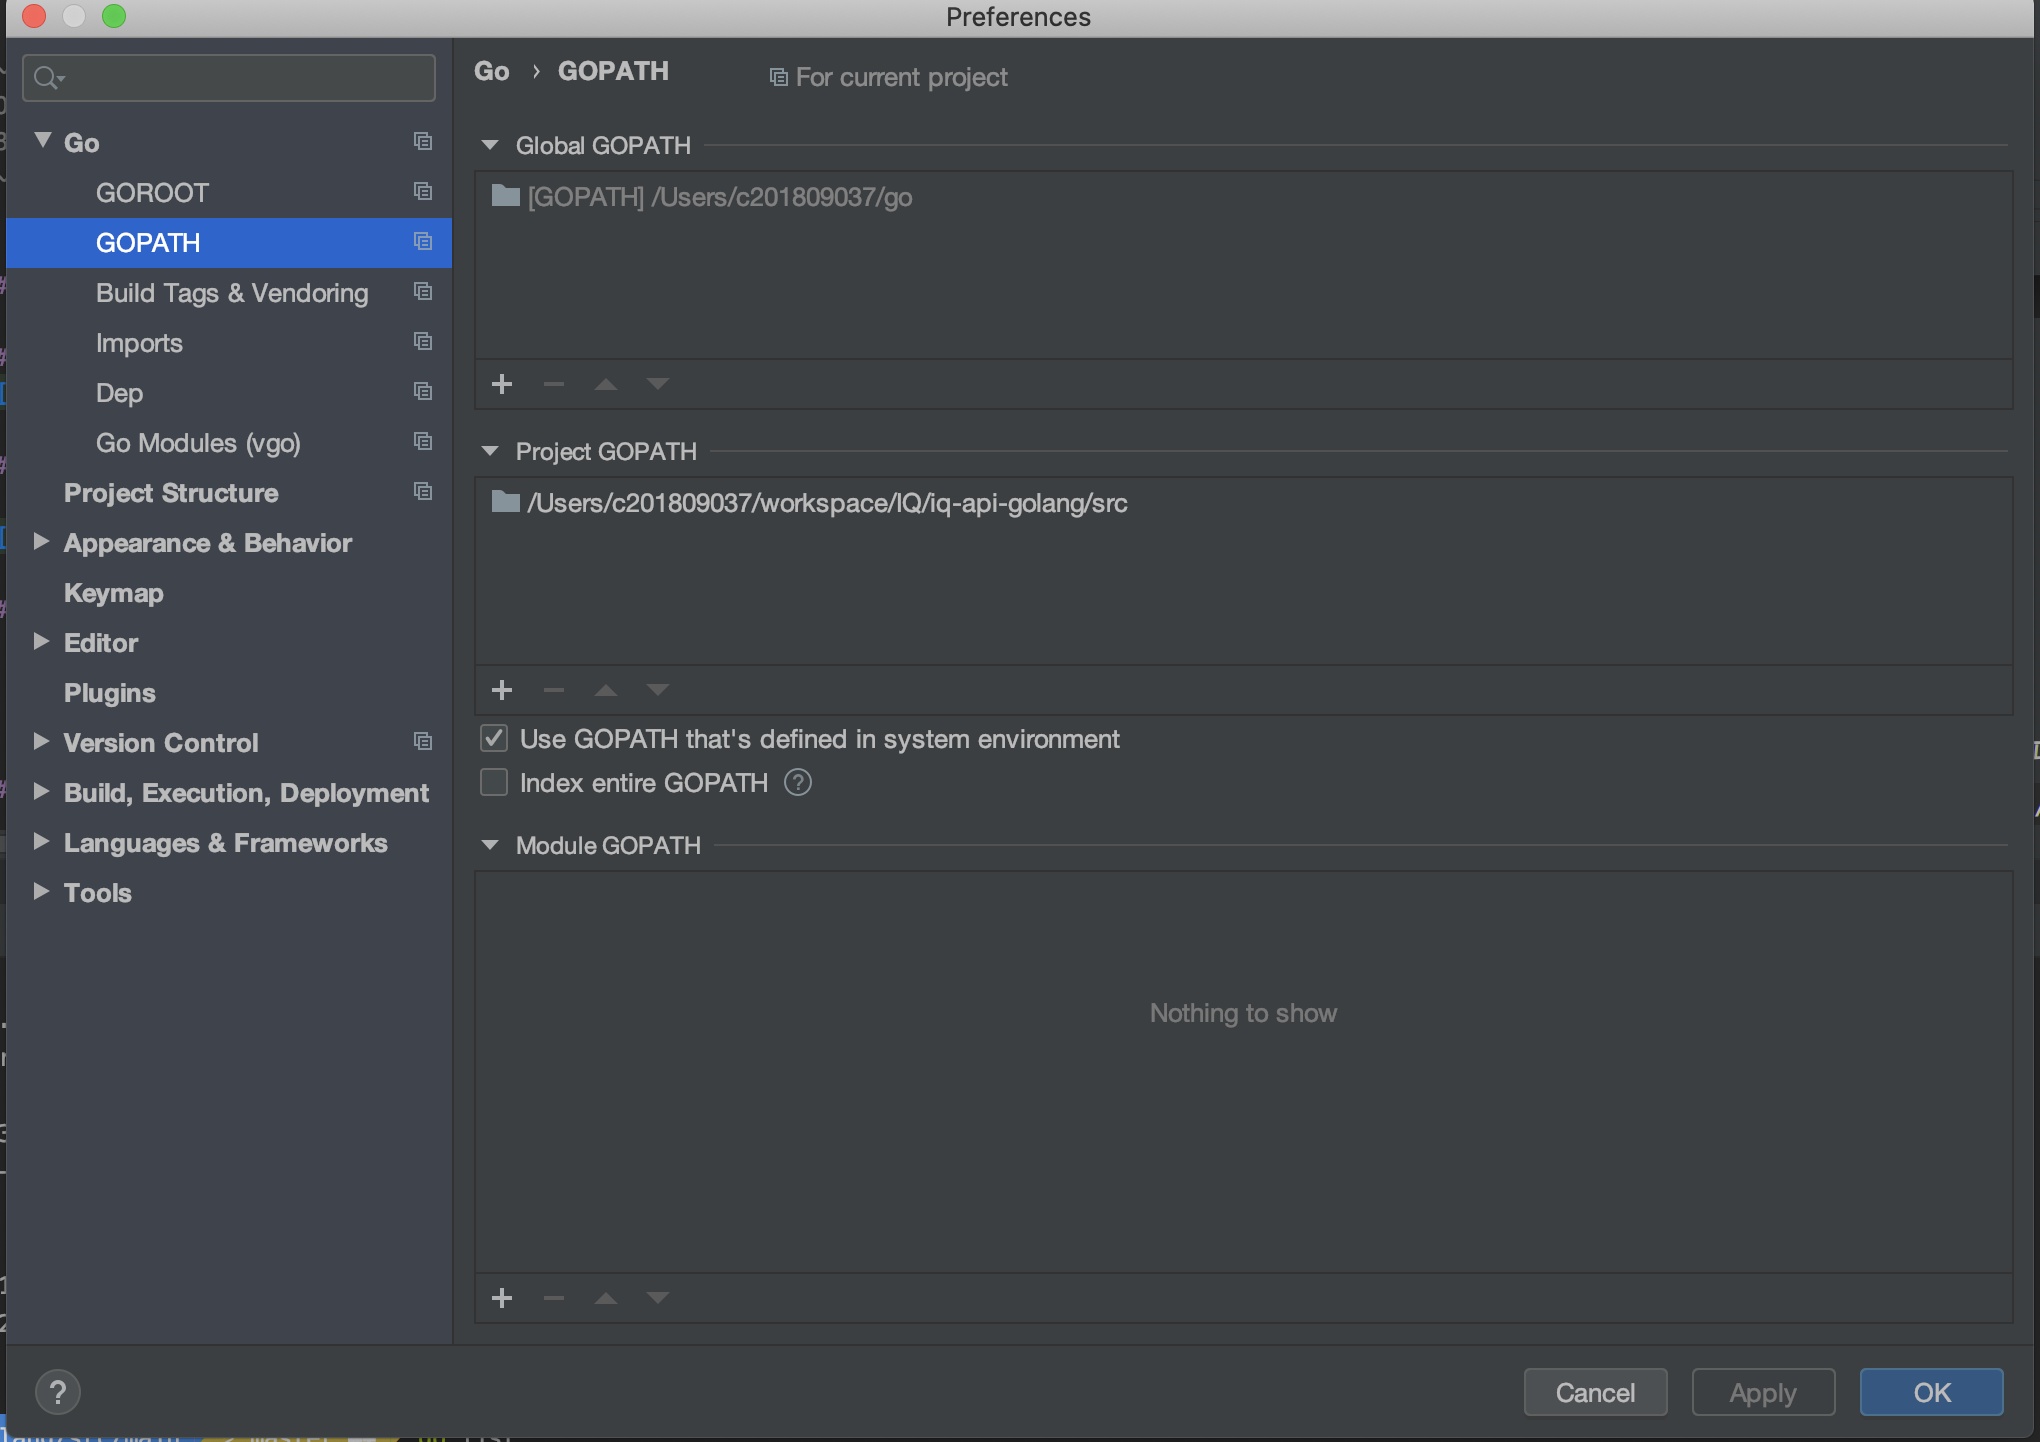 Preferences
Go › GOPATH
For current project
Go
GOROOT
GOPATH
Build Tags & Vendoring
Imports
Dep
Go Modules (vgo)
Project Structure
Appearance & Behavior
Keymap
Editor
Plugins
Version Control
Build, Execution, Deployment
Languages & Frameworks
Tools
Global GOPATH
[GOPATH] /Users/c201809037/go
Project GOPATH
/Users/c201809037/workspace/IQ/iq-api-golang/src
Use GOPATH that's defined in system environment
Index entire GOPATH ?
Module GOPATH
Nothing to show
?
Cancel
Apply
OK